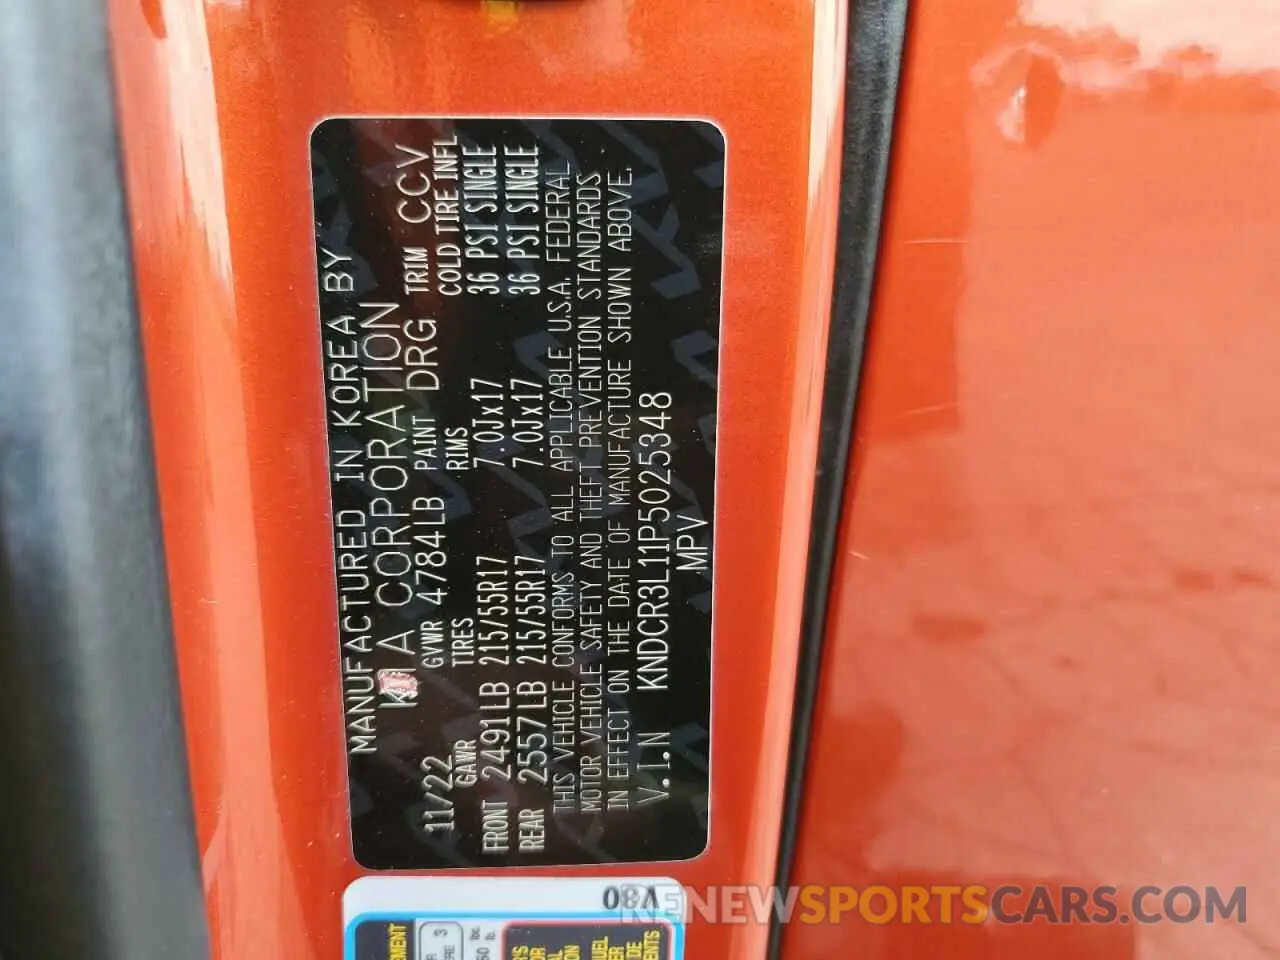 MANUFACTURED IN KOREA BY
KIA CORPORATION
11/22 GVWR 4784LB PAINT DRG TRIM CCV
GAWR TIRES RIMS COLD TIRE INFL
FRONT 2491LB 215/55R17 7.0Jx17 36 PSI SINGLE
REAR 2557LB 215/55R17 7.0Jx17 36 PSI SINGLE
THIS VEHICLE CONFORMS TO ALL APPLICABLE U.S.A. FEDERAL
MOTOR VEHICLE SAFETY AND THEFT PREVENTION STANDARDS
IN EFFECT ON THE DATE OF MANUFACTURE SHOWN ABOVE.
V.I.N KNDCR3L11P5025348
MPV
V80
RENEWSPORTSCARS.COM